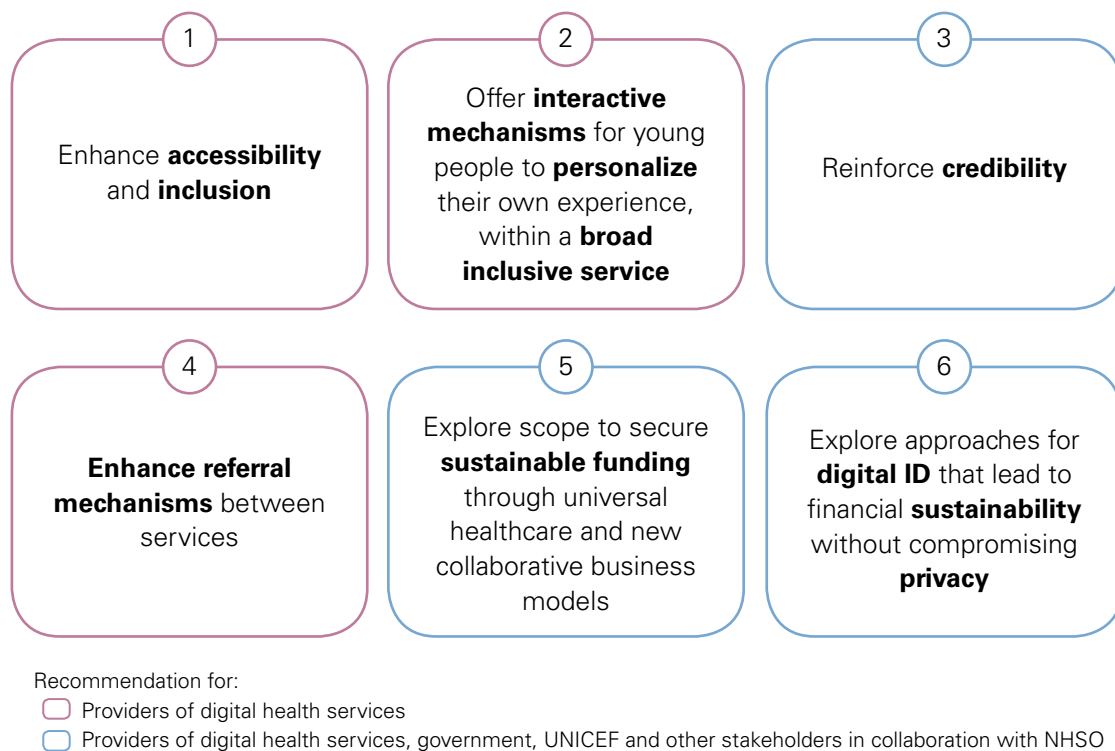 1
Enhance accessibility
and inclusion
2
Offer interactive
mechanisms for young
people to personalize
their own experience,
within a broad
inclusive service
3
Reinforce credibility
4
Enhance referral
mechanisms between
services
5
Explore scope to secure
sustainable funding
through universal
healthcare and new
collaborative business
models
6
Explore approaches for
digital ID that lead to
financial sustainability
without compromising
privacy
Recommendation for:
Providers of digital health services
Providers of digital health services, government, UNICEF and other stakeholders in collaboration with NHSO